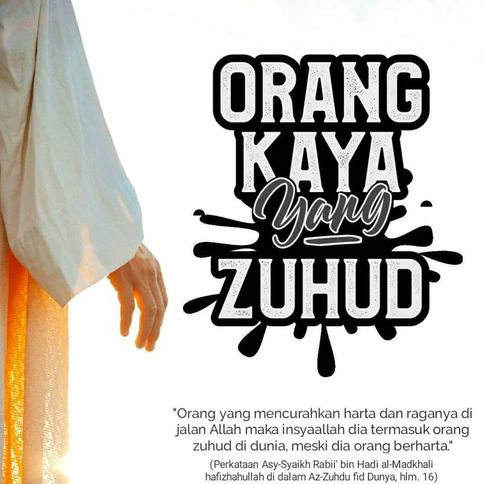 ORANG
KAYA
Yang
ZUHUD
"Orang yang mencurahkan harta dan raganya di
jalan Allah maka insyaallah dia termasuk orang
zuhud di dunia, meski dia orang berharta."
(Perkataan Asy-Syaikh Rabii' bin Hadi al-Madkhali
hafizhahullah di dalam Az-Zuhdu fid Dunya, hlm. 16)